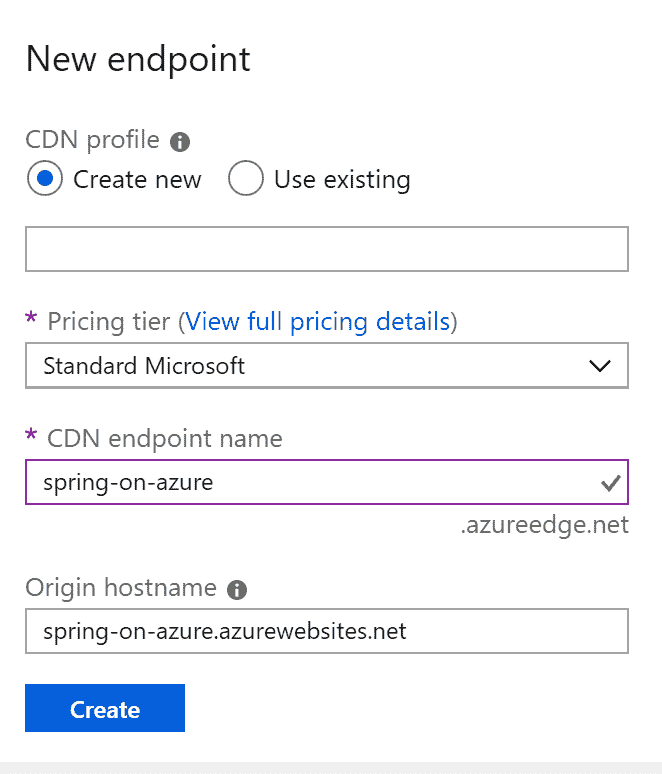 New endpoint
CDN profile
Create new Use existing
* Pricing tier (View full pricing details)
Standard Microsoft
* CDN endpoint name
spring-on-azure
.azureedge.net
Origin hostname
spring-on-azure.azurewebsites.net
Create